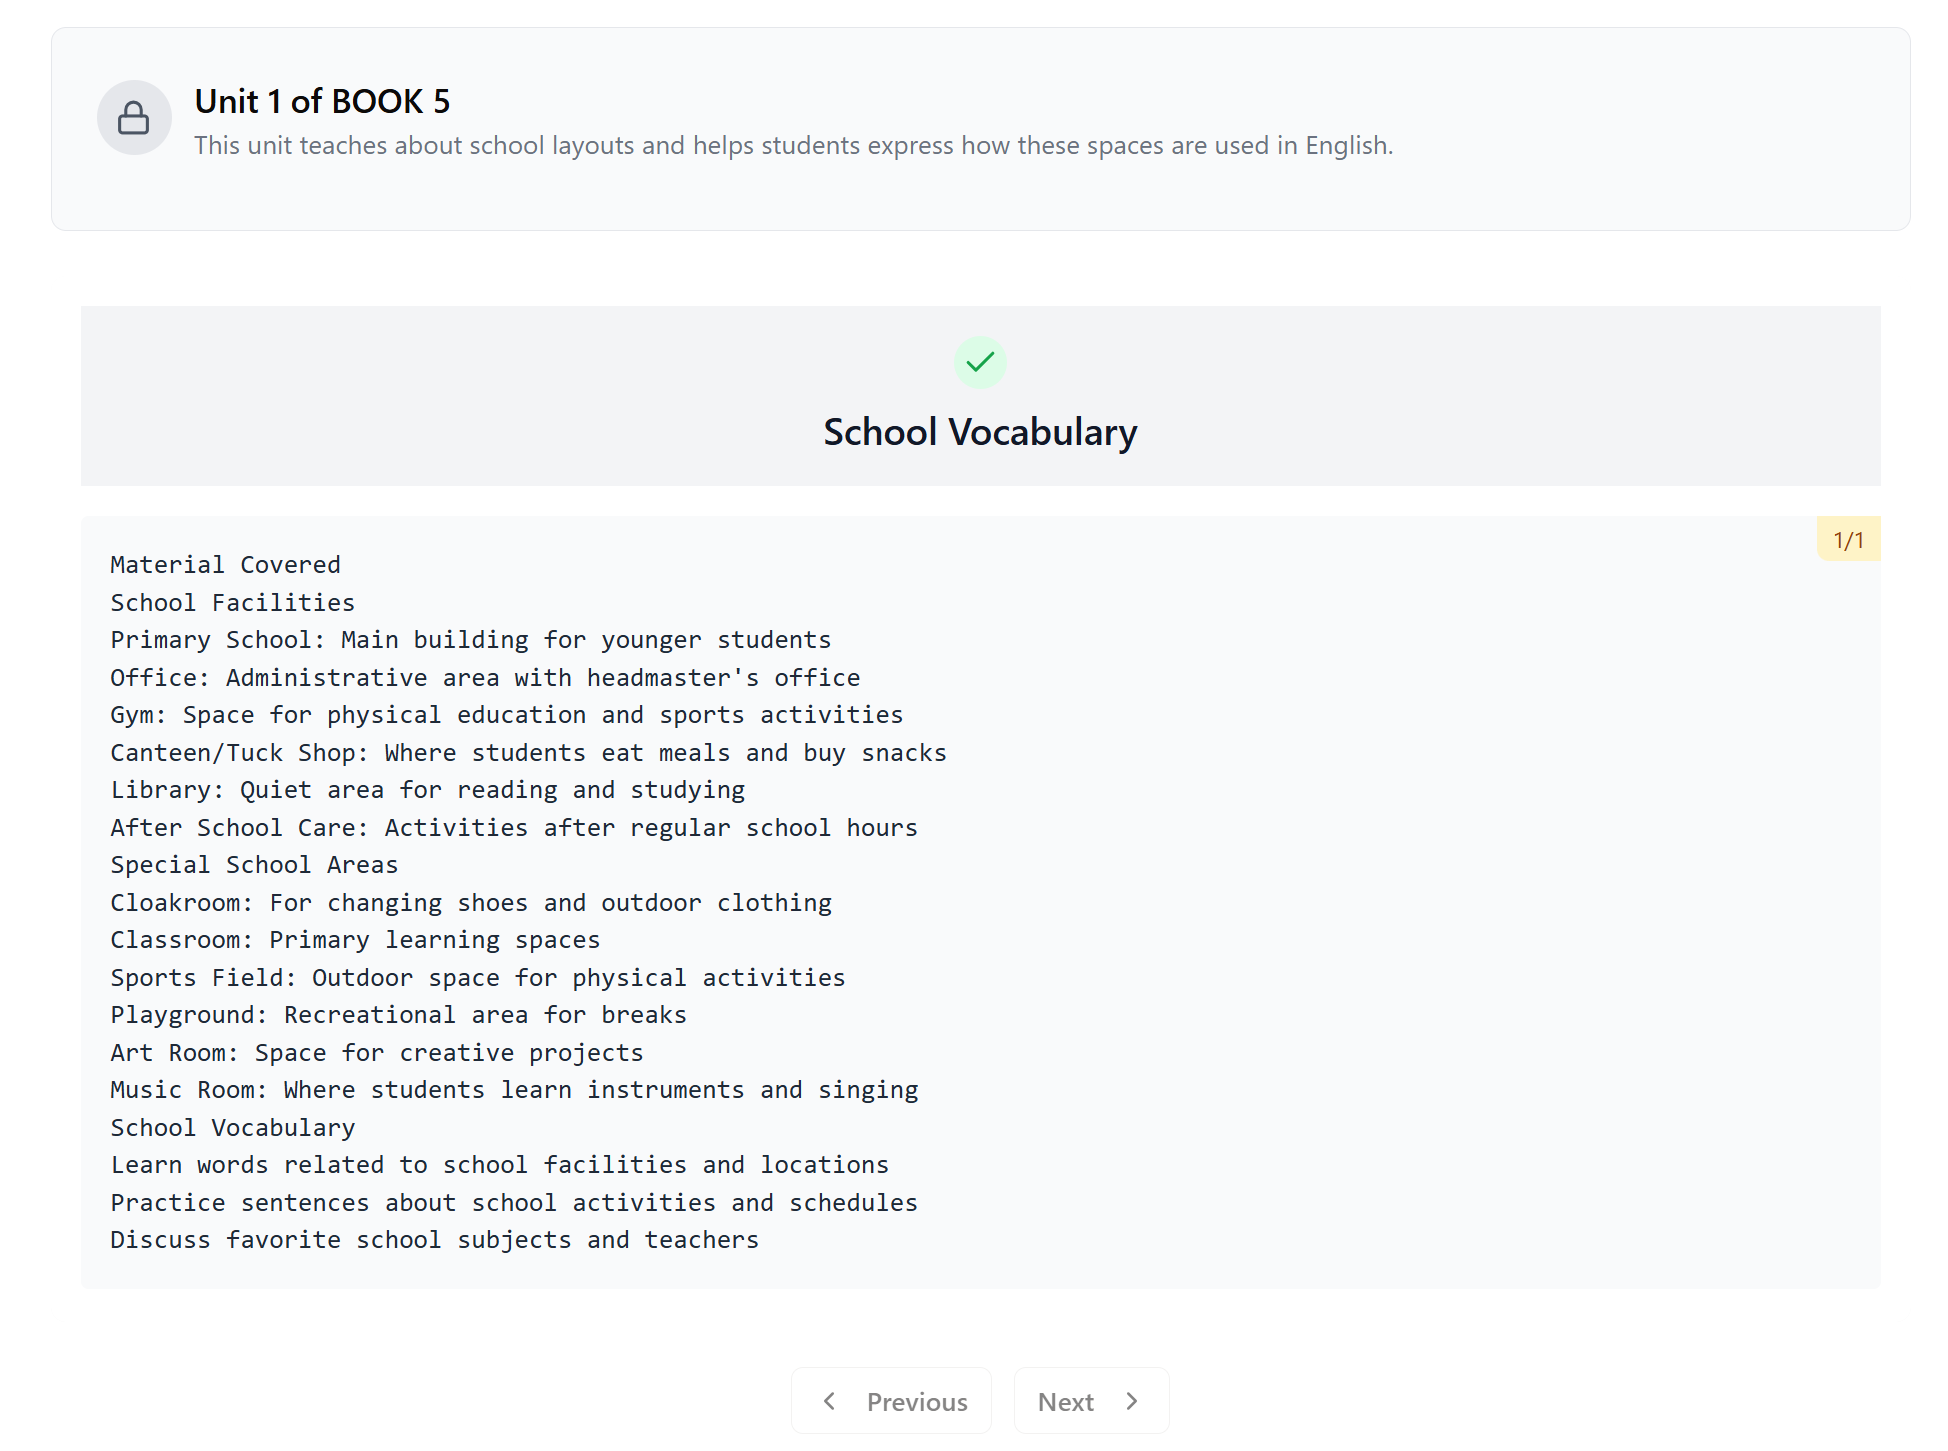 Unit 1 of BOOK 5
This unit teaches about school layouts and helps students express how these spaces are used in English.
School Vocabulary
1/1
Material Covered
School Facilities
Primary School: Main building for younger students
Office: Administrative area with headmaster's office
Gym: Space for physical education and sports activities
Canteen/Tuck Shop: Where students eat meals and buy snacks
Library: Quiet area for reading and studying
After School Care: Activities after regular school hours
Special School Areas
Cloakroom: For changing shoes and outdoor clothing
Classroom: Primary learning spaces
Sports Field: Outdoor space for physical activities
Playground: Recreational area for breaks
Art Room: Space for creative projects
Music Room: Where students learn instruments and singing
School Vocabulary
Learn words related to school facilities and locations
Practice sentences about school activities and schedules
Discuss favorite school subjects and teachers
Previous
Next